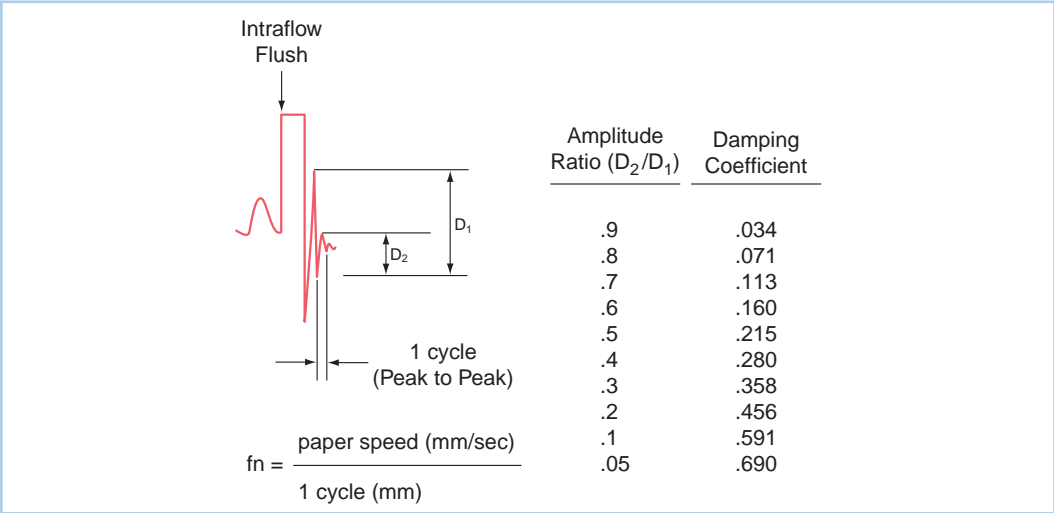 Intraflow
Flush
D₁
D₂
1 cycle
(Peak to Peak)
fn = paper speed (mm/sec)
1 cycle (mm)
Amplitude Damping
Ratio (D₂/D₁) Coefficient
.9 .034
.8 .071
.7 .113
.6 .160
.5 .215
.4 .280
.3 .358
.2 .456
.1 .591
.05 .690